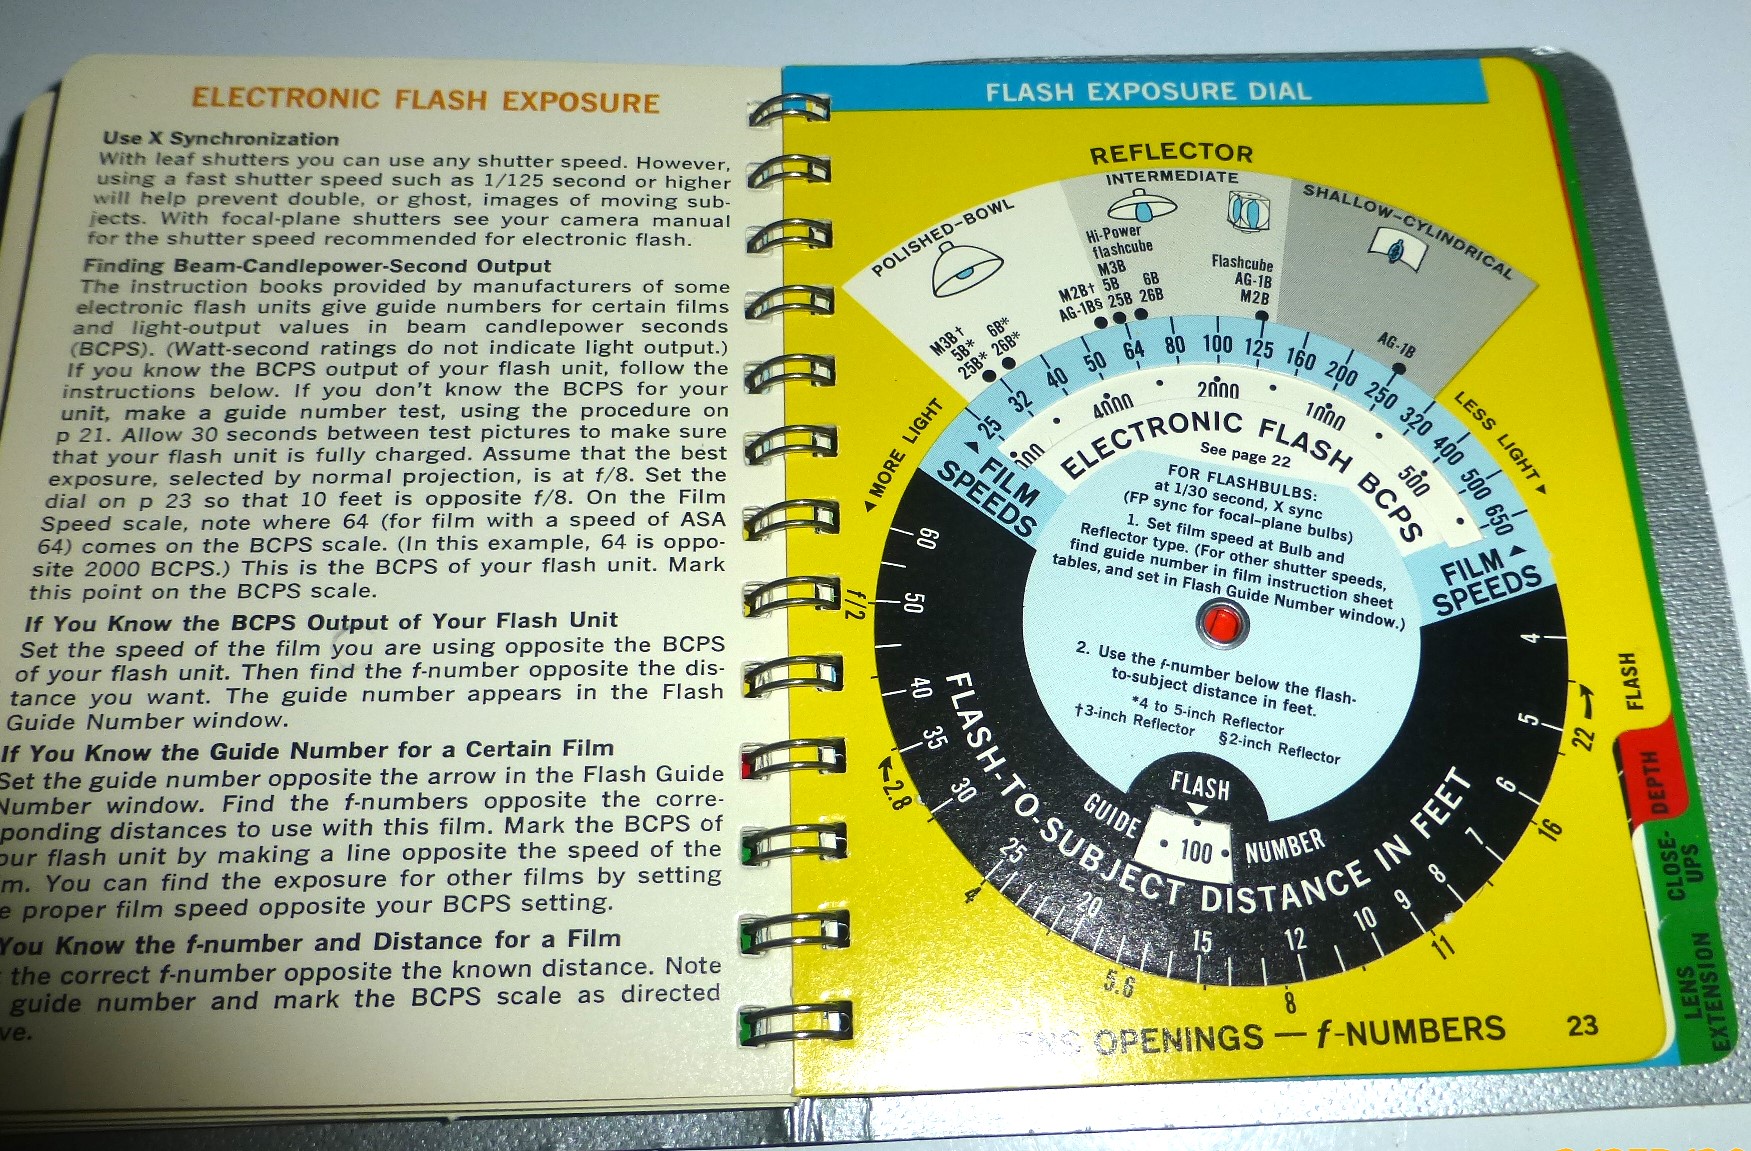 ELECTRONIC FLASH EXPOSURE
Use X Synchronization
With leaf shutters you can use any shutter speed. However,
using a fast shutter speed such as 1/125 second or higher
will help prevent double, or ghost, images of moving sub-
jects. With focal-plane shutters see your camera manual
for the shutter speed recommended for electronic flash.
Finding Beam-Candlepower-Second Output
The instruction books provided by manufacturers of some
electronic flash units give guide numbers for certain films
and light-output values in beam candlepower seconds
(BCPS). (Watt-second ratings do not indicate light output.)
If you know the BCPS output of your flash unit, follow the
instructions below. If you don't know the BCPS for your
unit, make a guide number test, using the procedure on
p 21. Allow 30 seconds between test pictures to make sure
that your flash unit is fully charged. Assume that the best
exposure, selected by normal projection, is at f/8. Set the
dial on p 23 so that 10 feet is opposite f/8. On the Film
Speed scale, note where 64 (for film with a speed of ASA
64) comes on the BCPS scale. (In this example, 64 is oppo-
site 2000 BCPS.) This is the BCPS of your flash unit. Mark
this point on the BCPS scale.
If You Know the BCPS Output of Your Flash Unit
Set the speed of the film you are using opposite the BCPS
of your flash unit. Then find the f-number opposite the dis-
tance you want. The guide number appears in the Flash
Guide Number window.
If You Know the Guide Number for a Certain Film
Set the guide number opposite the arrow in the Flash Guide
Number window. Find the f-numbers opposite the corre-
ponding distances to use with this film. Mark the BCPS of
our flash unit by making a line opposite the speed of the
m. You can find the exposure for other films by setting
e proper film speed opposite your BCPS setting.
You Know the f-number and Distance for a Film
the correct f-number opposite the known distance. Note
guide number and mark the BCPS scale as directed
ve.
FLASH EXPOSURE DIAL
REFLECTOR
POLISHED-BOWL
INTERMEDIATE
SHALLOW-CYLINDRICAL
M3B†
5B* 6B*
25B* 26B*
Hi-Power
flashcube
M3B
M2B† 5B 6B
AG-1B§ 25B 26B
Flashcube
AG-1B
M2B
AG-1B
◀MORE LIGHT
LESS LIGHT▶
▲FILM SPEEDS
25 32 40 50 64 80 100 125 160 200 250 320 400 500 650
FILM▲ SPEEDS
000 4000 2000 1000 500
ELECTRONIC FLASH BCPS
See page 22
FOR FLASHBULBS:
at 1/30 second, X sync
(FP sync for focal-plane bulbs)
1. Set film speed at Bulb and
Reflector type. (For other shutter speeds,
find guide number in film instruction sheet
tables, and set in Flash Guide Number window.)
2. Use the f-number below the flash-
to-subject distance in feet.
*4 to 5-inch Reflector
†3-inch Reflector §2-inch Reflector
FLASH
GUIDE • 100 • NUMBER
FLASH-TO-SUBJECT DISTANCE IN FEET
60 50 40 35 30 25 20 15 12 10 9 8 7 6 5 4
f/2 ←2.8 4 5.6 8 11 16 22→
ENS OPENINGS — f-NUMBERS
23
FLASH
DEPTH
CLOSE-
UPS
LENS
EXTENSION